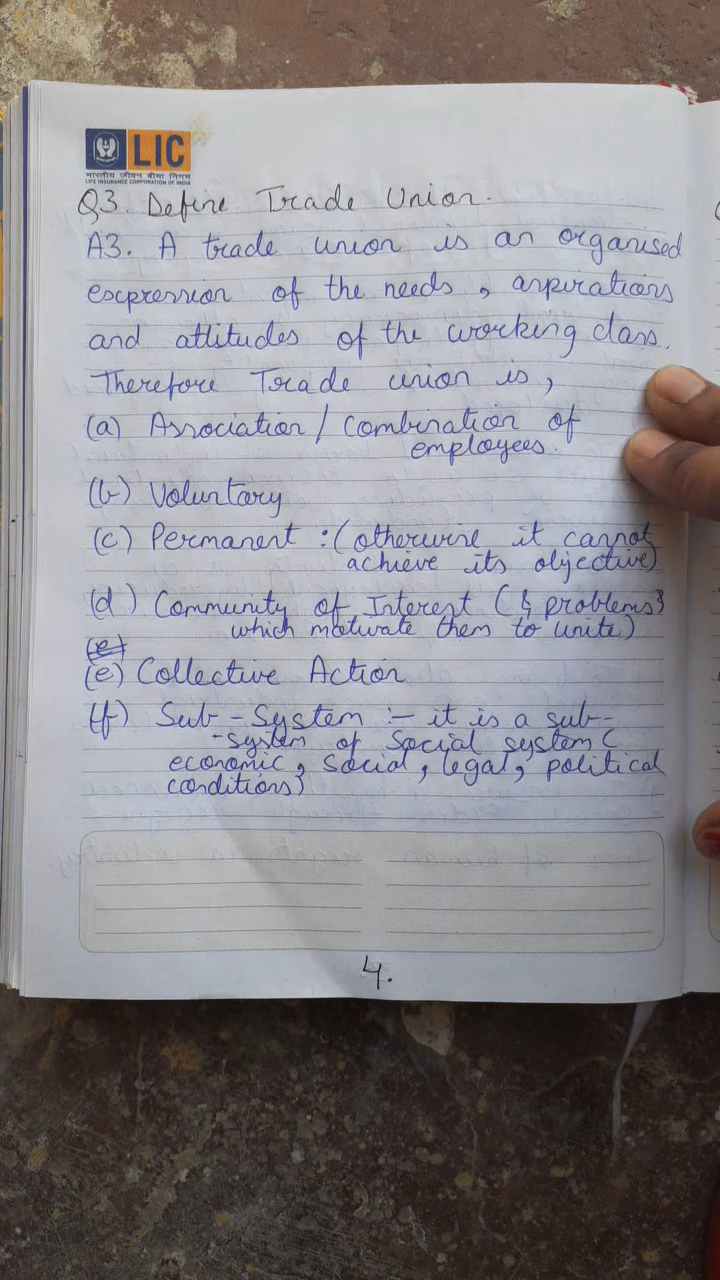 LIC
भारतीय जीवन बीमा निगम
LIFE INSURANCE CORPORATION OF INDIA
Q3. Define Trade Union.
A3. A trade union is an organised
expression of the needs, aspirations
and attitudes of the working class.
Therefore Trade union is,
(a) Association / Combination of
employees.
(b) Voluntary
(c) Permanent :- (otherwise it cannot
achieve its objective)
(d) Community of Interest (& problems}
which motivate them to unite)
(e)
(e) Collective Action
(f) Sub-System :- it is a sub-
-system of Social system (
economic, social, legal, political
conditions)
4.